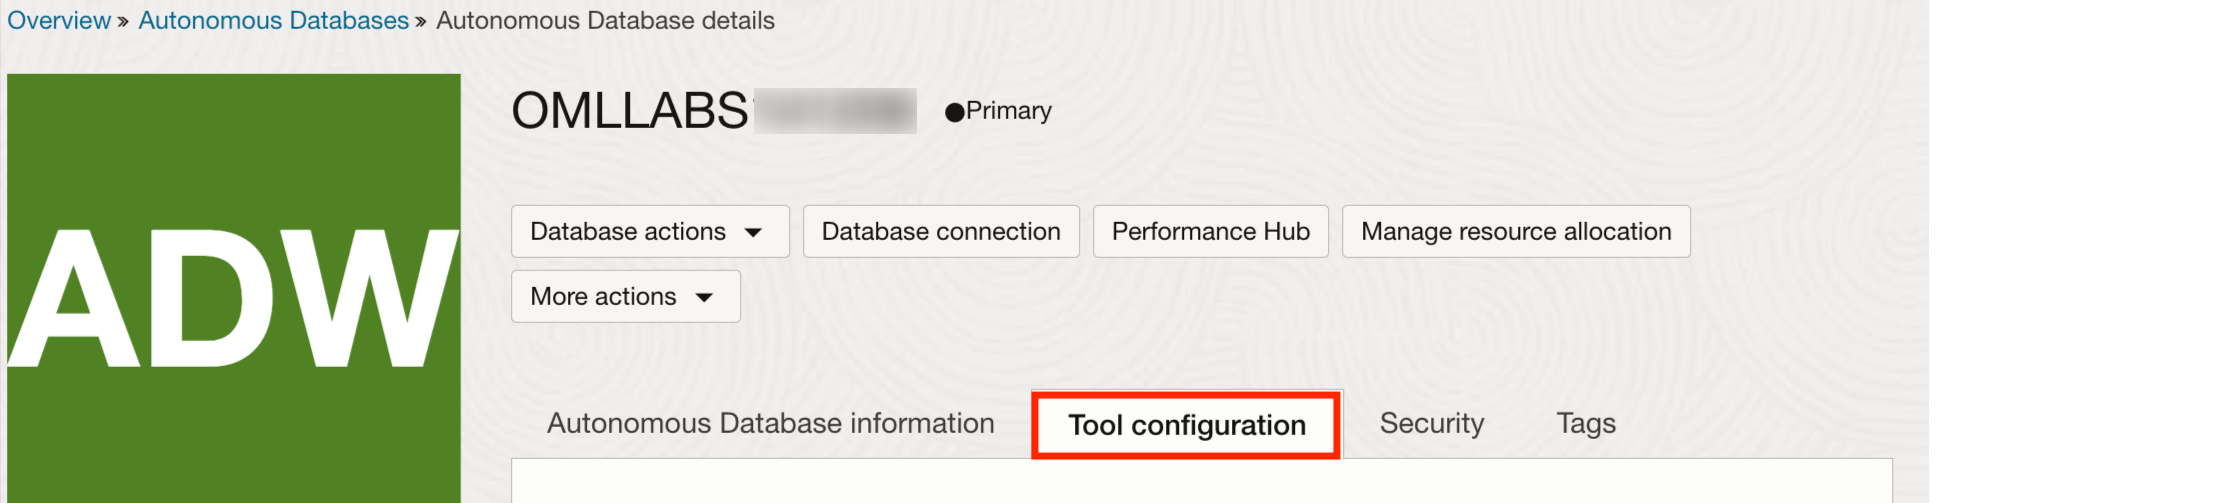 Overview » Autonomous Databases » Autonomous Database details
ADW
OMLLABS
Primary
Database actions
Database connection
Performance Hub
Manage resource allocation
More actions
Autonomous Database information
Tool configuration
Security
Tags